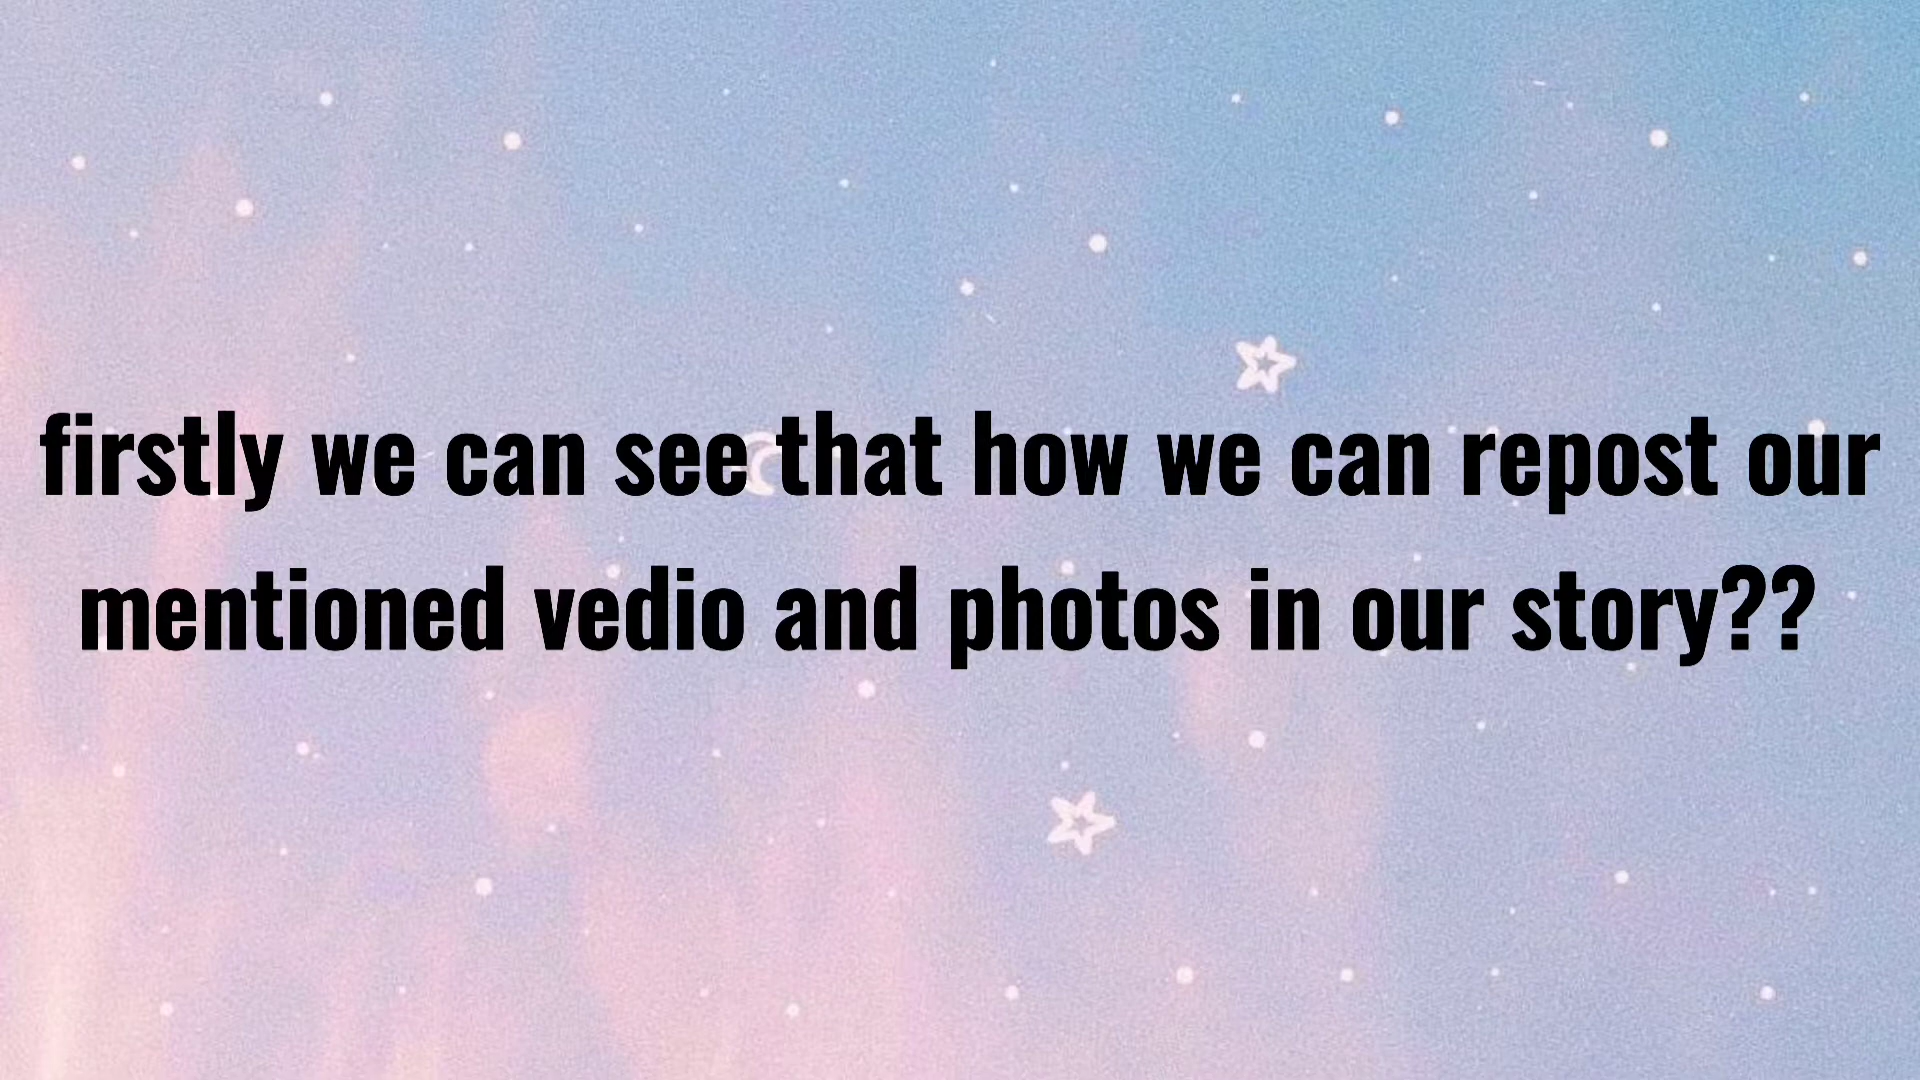 firstly we can see that how we can repost our
mentioned vedio and photos in our story??